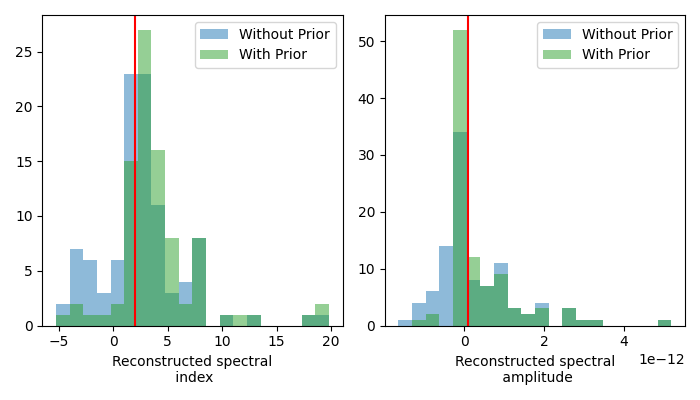 Without Prior
With Prior
25
20
15
10
5
0
−5
0
5
10
15
20
Reconstructed spectral
index
Without Prior
With Prior
50
40
30
20
10
0
0
2
4
1e−12
Reconstructed spectral
amplitude